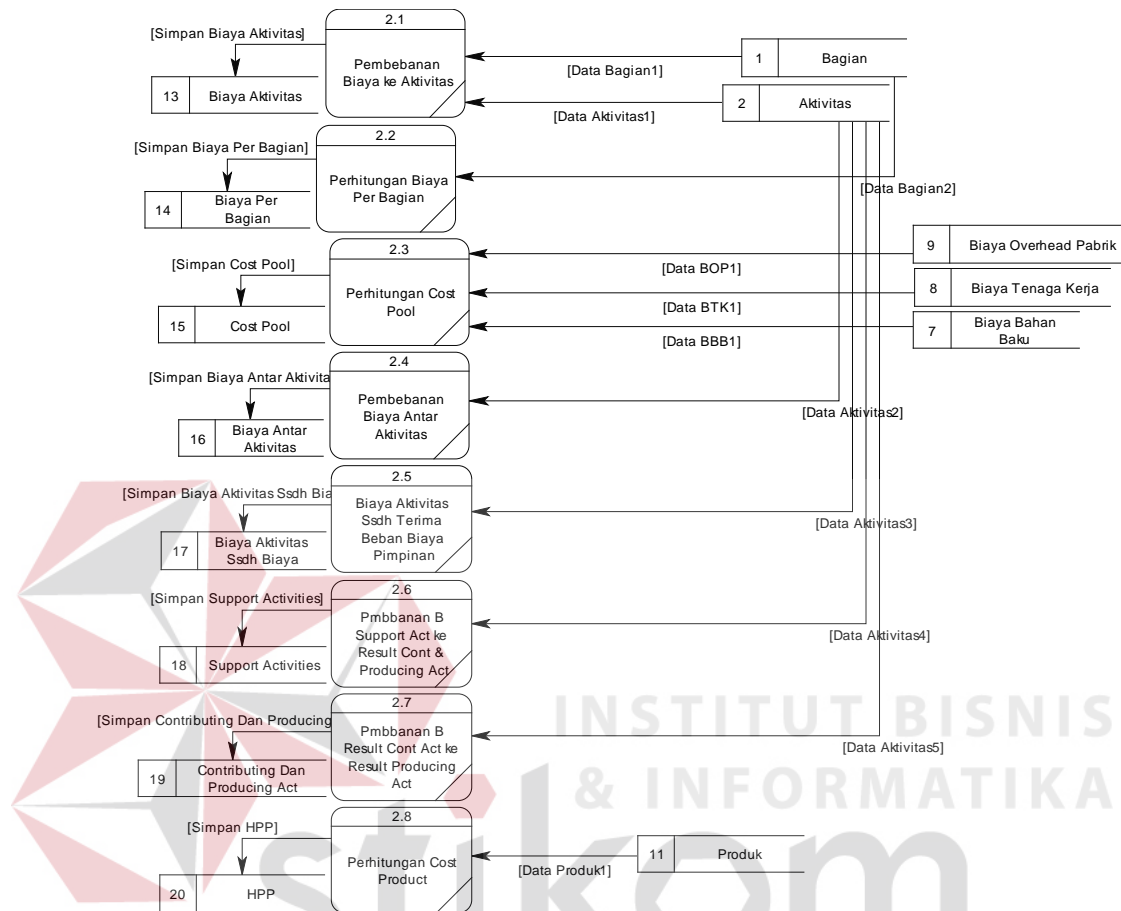 2.1
[Simpan Biaya Aktivitas]
Pembebanan
Biaya ke Aktivitas
[Data Bagian1]
1 Bagian
13 Biaya Aktivitas
[Data Aktivitas1]
2 Aktivitas
2.2
[Simpan Biaya Per Bagian]
Perhitungan Biaya
Per Bagian
[Data Bagian2]
14 Biaya Per
Bagian
2.3
[Simpan Cost Pool]
Perhitungan Cost
Pool
[Data BOP1]
9 Biaya Overhead Pabrik
[Data BTK1]
8 Biaya Tenaga Kerja
15 Cost Pool
[Data BBB1]
7 Biaya Bahan
Baku
2.4
[Simpan Biaya Antar Aktivita
Pembebanan
Biaya Antar
Aktivitas
[Data Aktivitas2]
16 Biaya Antar
Aktivitas
2.5
[Simpan Biaya Aktivitas Ssdh Bia
Biaya Aktivitas
Ssdh Terima
Beban Biaya
Pimpinan
[Data Aktivitas3]
17 Biaya Aktivitas
Ssdh Biaya
2.6
[Simpan Support Activities]
Pmbbanan B
Support Act ke
Result Cont &
Producing Act
[Data Aktivitas4]
18 Support Activities
2.7
[Simpan Contributing Dan Producing
Pmbbanan B
Result Cont Act ke
Result Producing
Act
[Data Aktivitas5]
19 Contributing Dan
Producing Act
2.8
[Simpan HPP]
Perhitungan Cost
Product
[Data Produk1]
11 Produk
20 HPP
INSTITUT BISNIS
& INFORMATIKA
stikom